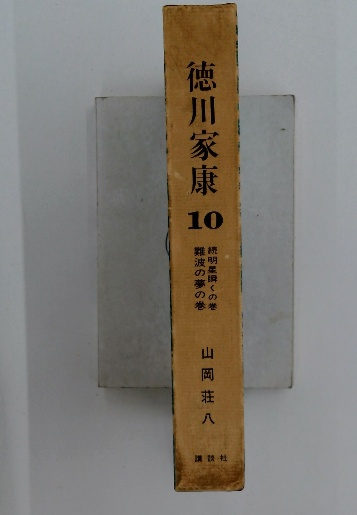 徳川家康
10
続明星瞬くの巻
難波の夢の巻
山岡荘八
講談社